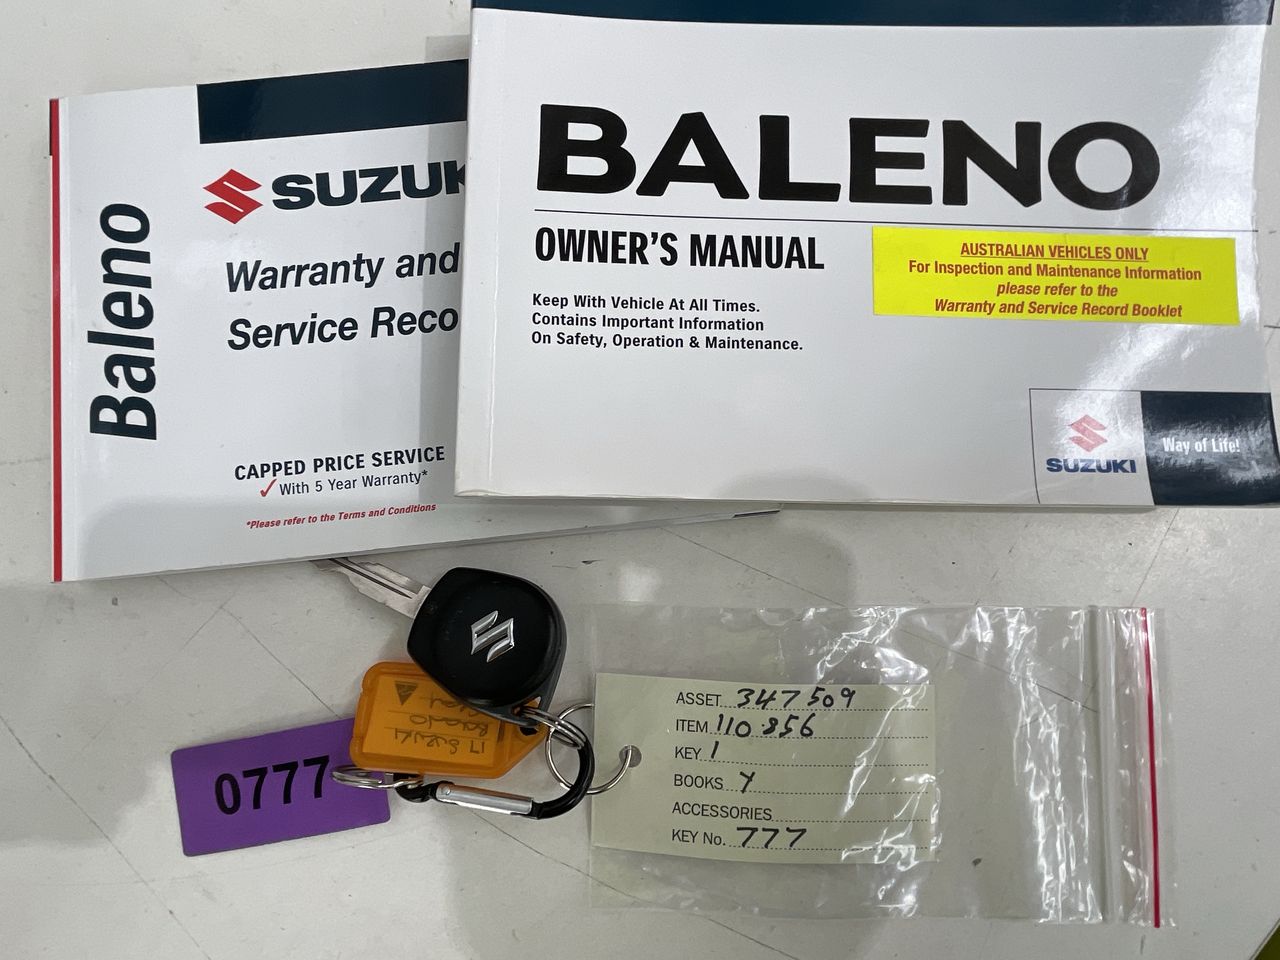 Baleno
SUZUK
Warranty and
Service Reco
CAPPED PRICE SERVICE
✓With 5 Year Warranty*
*Please refer to the Terms and Conditions
BALENO
OWNER'S MANUAL
Keep With Vehicle At All Times.
Contains Important Information
On Safety, Operation & Maintenance.
AUSTRALIAN VEHICLES ONLY
For Inspection and Maintenance Information
please refer to the
Warranty and Service Record Booklet
SUZUKI
Way of Life!
0777
17 Suzuki
Baleno
ASSET 347509
ITEM 110856
KEY 1
BOOKS Y
ACCESSORIES
KEY No. 777